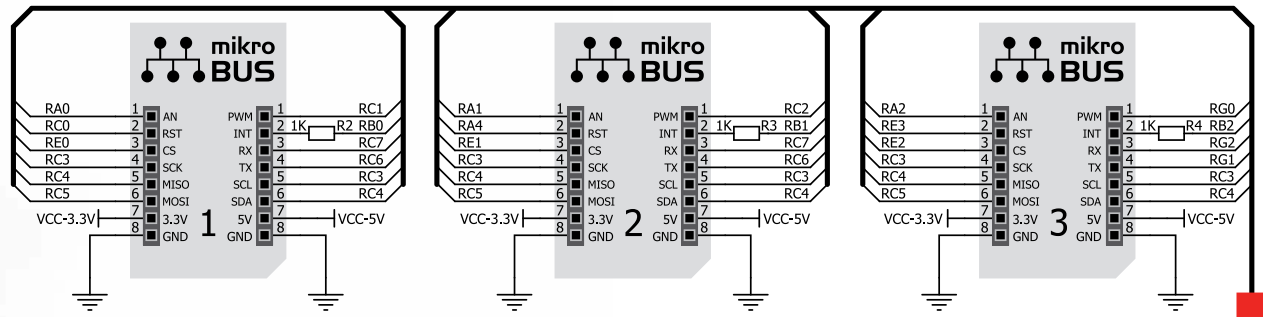 mikro
BUS
RA0 1 AN PWM 1 RC1
RC0 2 RST INT 2 1K R2 RB0
RE0 3 CS RX 3 RC7
RC3 4 SCK TX 4 RC6
RC4 5 MISO SCL 5 RC3
RC5 6 MOSI SDA 6 RC4
VCC-3.3V 7 3.3V 5V 7 VCC-5V
8 GND 1 GND 8
mikro
BUS
RA1 1 AN PWM 1 RC2
RA4 2 RST INT 2 1K R3 RB1
RE1 3 CS RX 3 RC7
RC3 4 SCK TX 4 RC6
RC4 5 MISO SCL 5 RC3
RC5 6 MOSI SDA 6 RC4
VCC-3.3V 7 3.3V 5V 7 VCC-5V
8 GND 2 GND 8
mikro
BUS
RA2 1 AN PWM 1 RG0
RE3 2 RST INT 2 1K R4 RB2
RE2 3 CS RX 3 RG2
RC3 4 SCK TX 4 RG1
RC4 5 MISO SCL 5 RC3
RC5 6 MOSI SDA 6 RC4
VCC-3.3V 7 3.3V 5V 7 VCC-5V
8 GND 3 GND 8